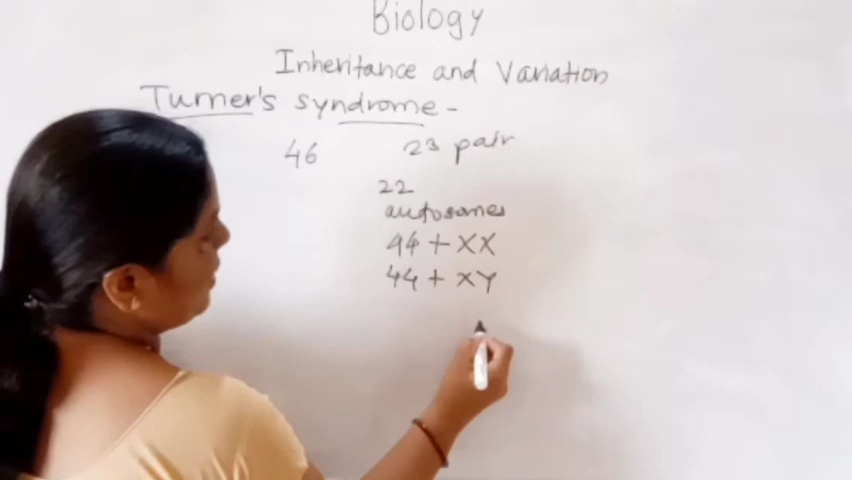 Biology
Inheritance and Variation
Turner's syndrome -
46 23 pair
22
autosomes
44 + XX
44 + XY